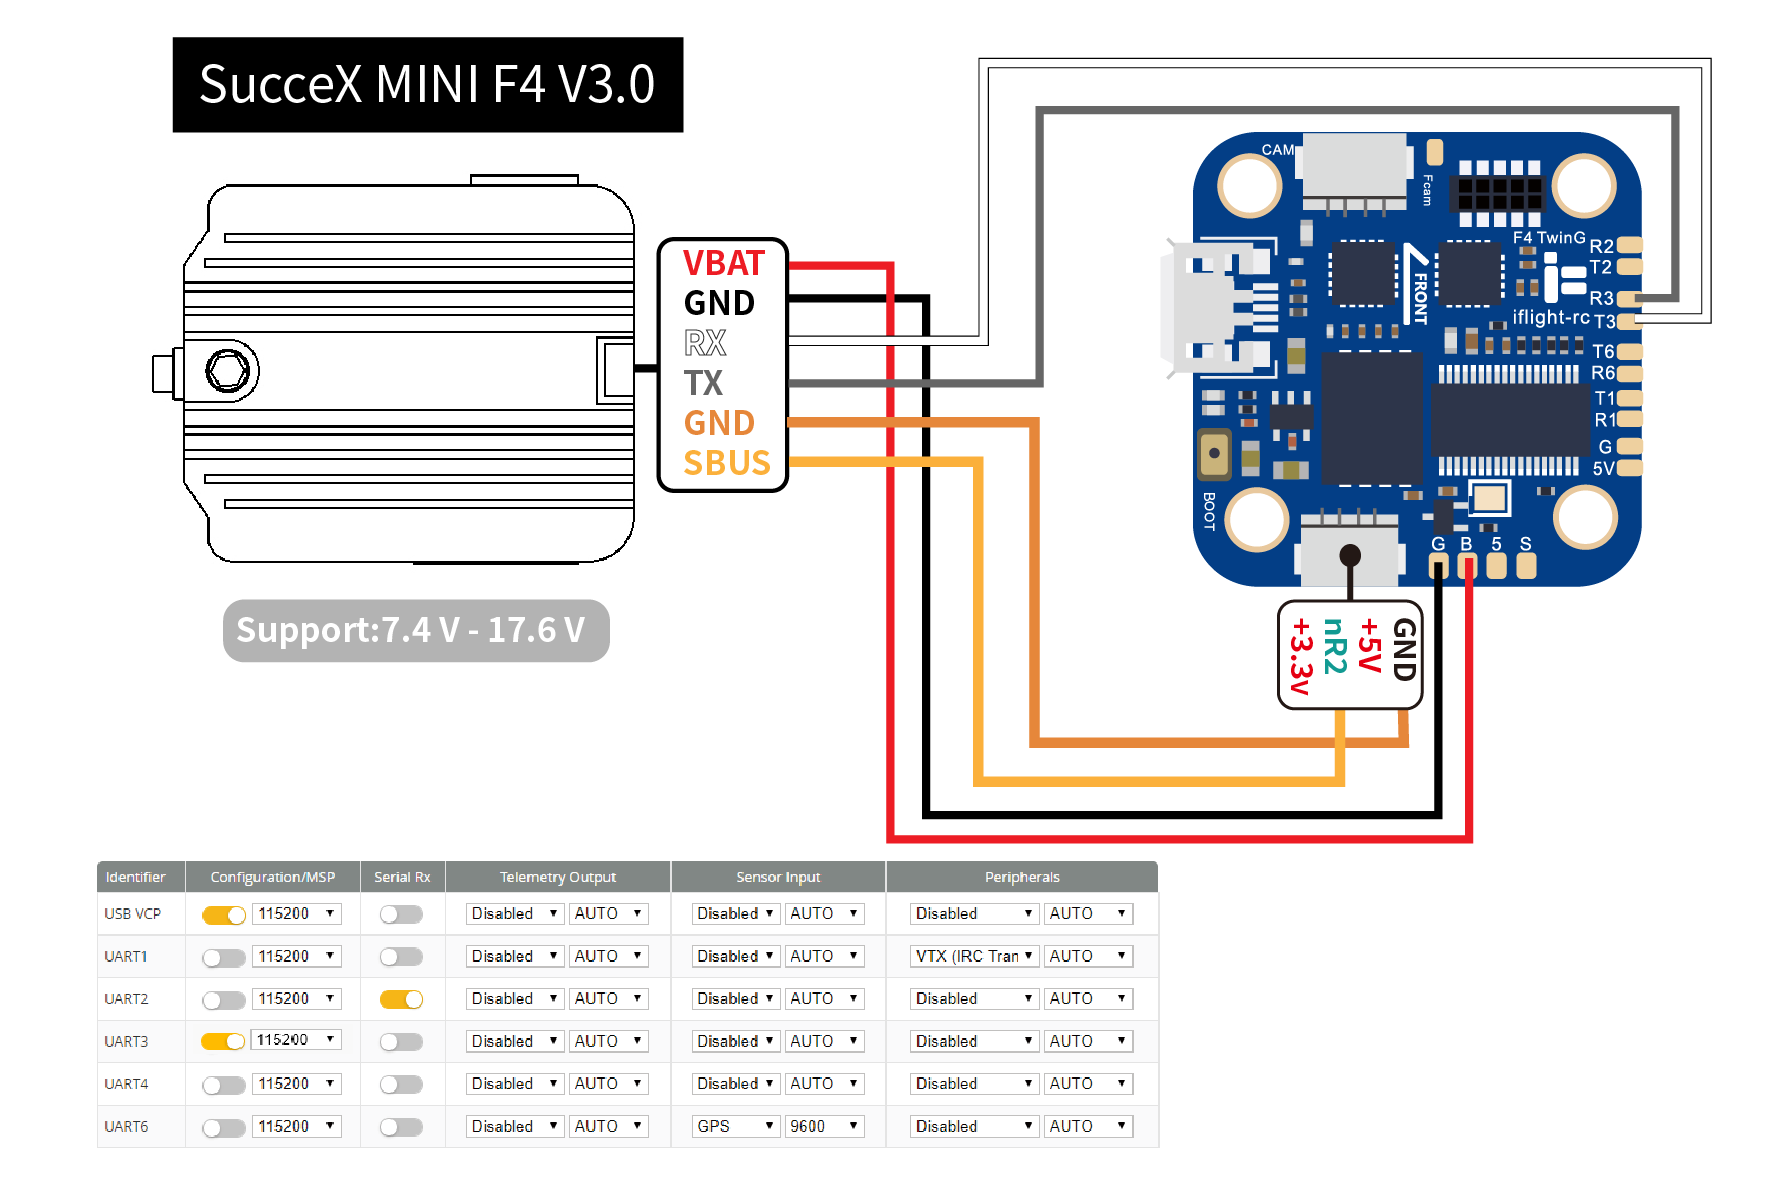 SucceX MINI F4 V3.0
VBAT
GND
RX
TX
GND
SBUS
Support:7.4 V - 17.6 V
CAM
Fcam
F4 TwinG
R2
T2
FRONT
R3
iflight-rc
T3
T6
R6
T1
R1
G
5V
BOOT
G B 5 S
+3.3v
nR2
+5V
GND
Identifier Configuration/MSP Serial Rx Telemetry Output Sensor Input Peripherals
USB VCP 115200 Disabled AUTO Disabled AUTO Disabled AUTO
UART1 115200 Disabled AUTO Disabled AUTO VTX (IRC Tran AUTO
UART2 115200 Disabled AUTO Disabled AUTO Disabled AUTO
UART3 115200 Disabled AUTO Disabled AUTO Disabled AUTO
UART4 115200 Disabled AUTO Disabled AUTO Disabled AUTO
UART6 115200 Disabled AUTO GPS 9600 Disabled AUTO